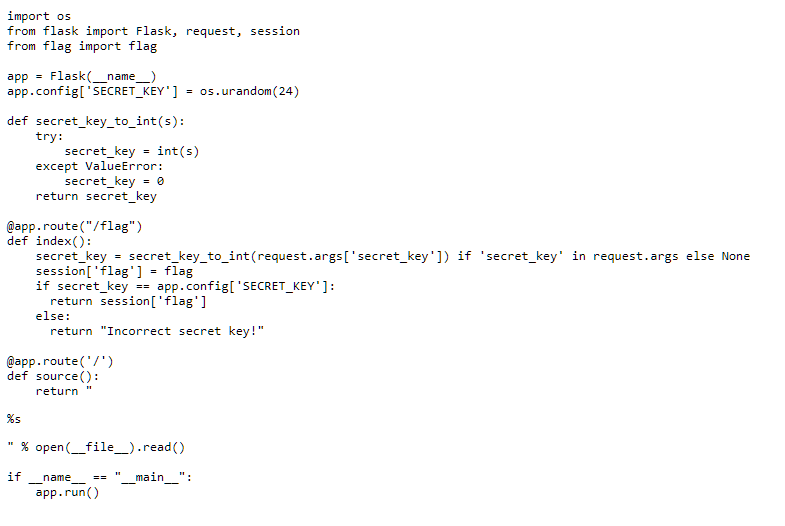 import os
from flask import Flask, request, session
from flag import flag

app = Flask(__name__)
app.config['SECRET_KEY'] = os.urandom(24)

def secret_key_to_int(s):
    try:
        secret_key = int(s)
    except ValueError:
        secret_key = 0
    return secret_key

@app.route("/flag")
def index():
    secret_key = secret_key_to_int(request.args['secret_key']) if 'secret_key' in request.args else None
    session['flag'] = flag
    if secret_key == app.config['SECRET_KEY']:
      return session['flag']
    else:
      return "Incorrect secret key!"

@app.route('/')
def source():
    return "

%s

" % open(__file__).read()

if __name__ == "__main__":
    app.run()